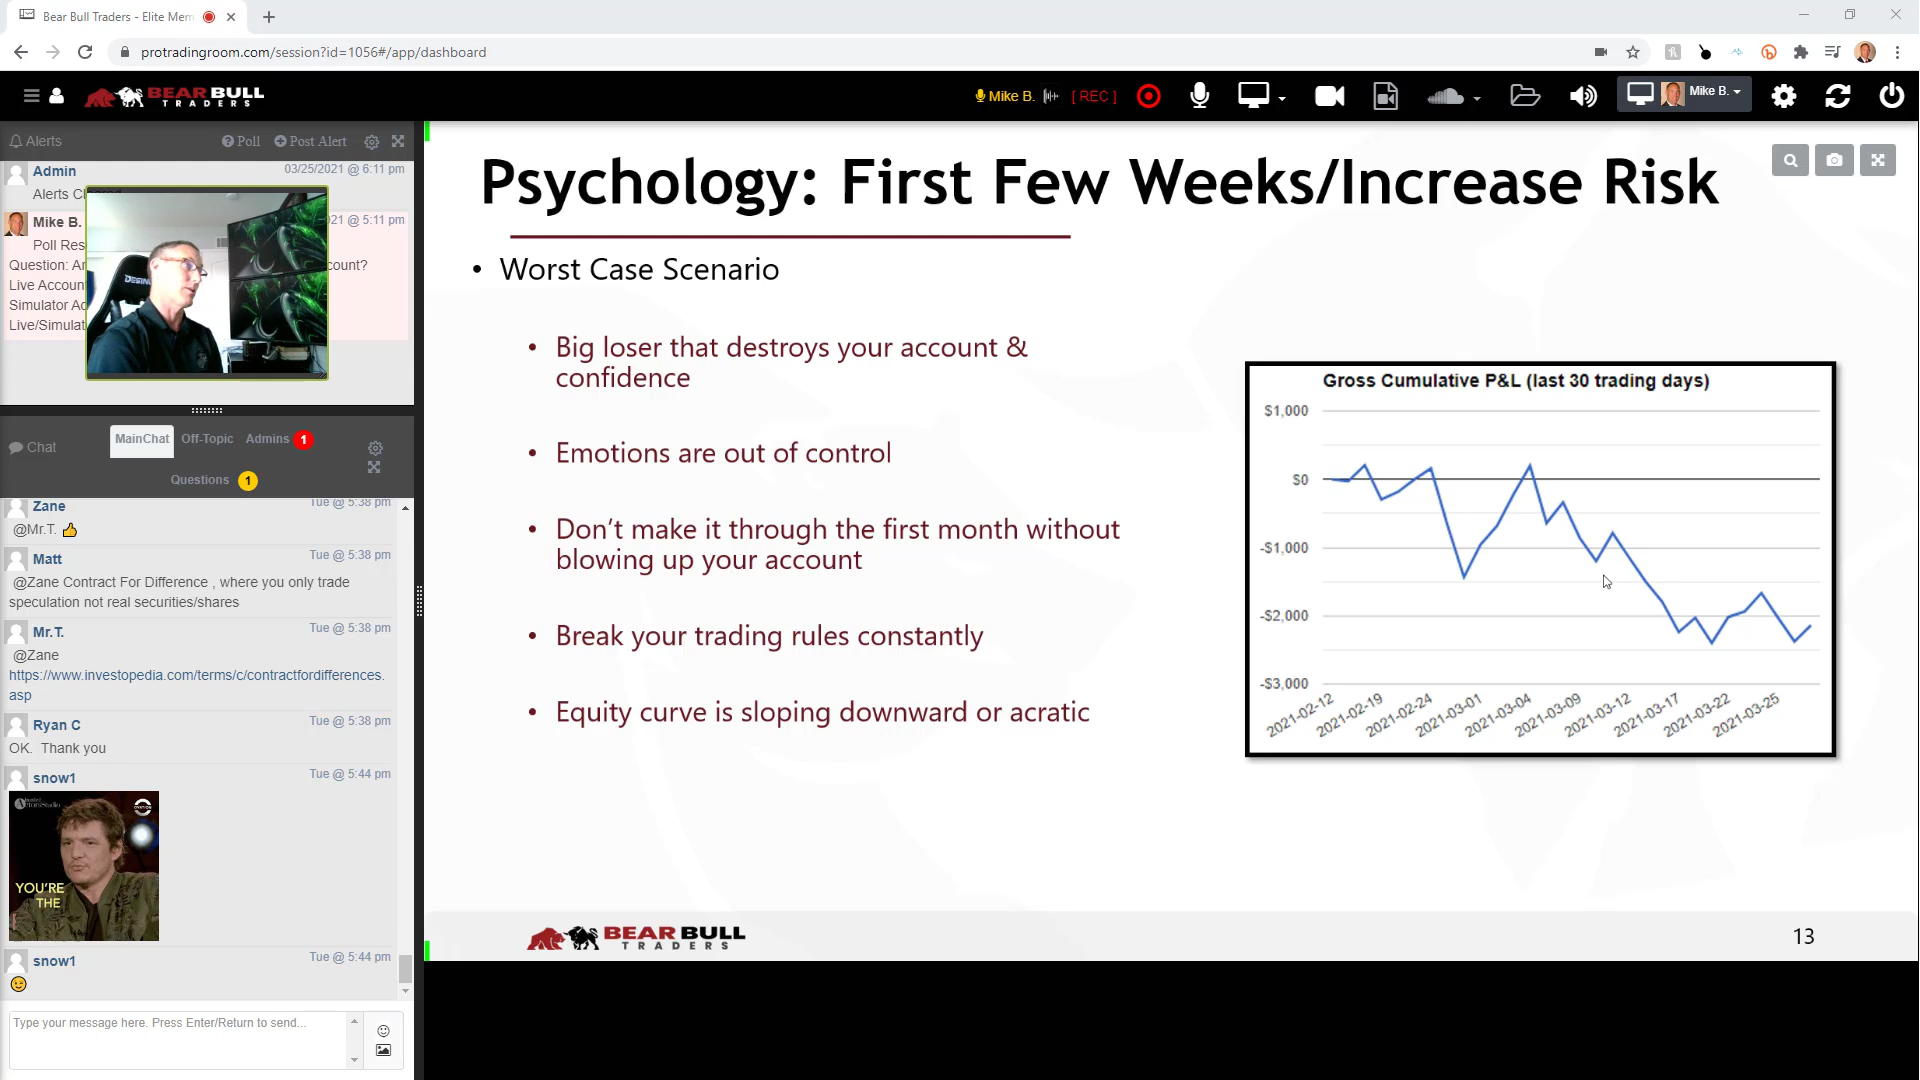 Bear Bull Traders - Elite Mem
protradingroom.com/session?id=1056#/app/dashboard
BEAR BULL
TRADERS
Mike B.
[ REC ]
Mike B.
Alerts
Poll
Post Alert
Admin
03/25/2021 @ 6:11 pm
Alerts Cleared
Mike B.
021 @ 5:11 pm
Poll Res
Question: Ar
count?
Live Accoun
Simulator Ac
Live/Simulat
Chat
MainChat
Off-Topic
Admins 1
Questions 1
Zane
Tue @ 5:38 pm
@Mr.T. 👍
Matt
Tue @ 5:38 pm
@Zane Contract For Difference , where you only trade
speculation not real securities/shares
Mr.T.
Tue @ 5:38 pm
@Zane
https://www.investopedia.com/terms/c/contractfordifferences.
asp
Ryan C
Tue @ 5:38 pm
OK. Thank you
snow1
Tue @ 5:44 pm
YOU'RE
THE
snow1
Tue @ 5:44 pm
😉
Type your message here. Press Enter/Return to send...
Psychology: First Few Weeks/Increase Risk
• Worst Case Scenario
• Big loser that destroys your account &
confidence
• Emotions are out of control
• Don't make it through the first month without
blowing up your account
• Break your trading rules constantly
• Equity curve is sloping downward or acratic
Gross Cumulative P&L (last 30 trading days)
$1,000
$0
-$1,000
-$2,000
-$3,000
2021-02-12
2021-02-19
2021-02-24
2021-03-01
2021-03-04
2021-03-09
2021-03-12
2021-03-17
2021-03-22
2021-03-25
BEAR BULL
TRADERS
13